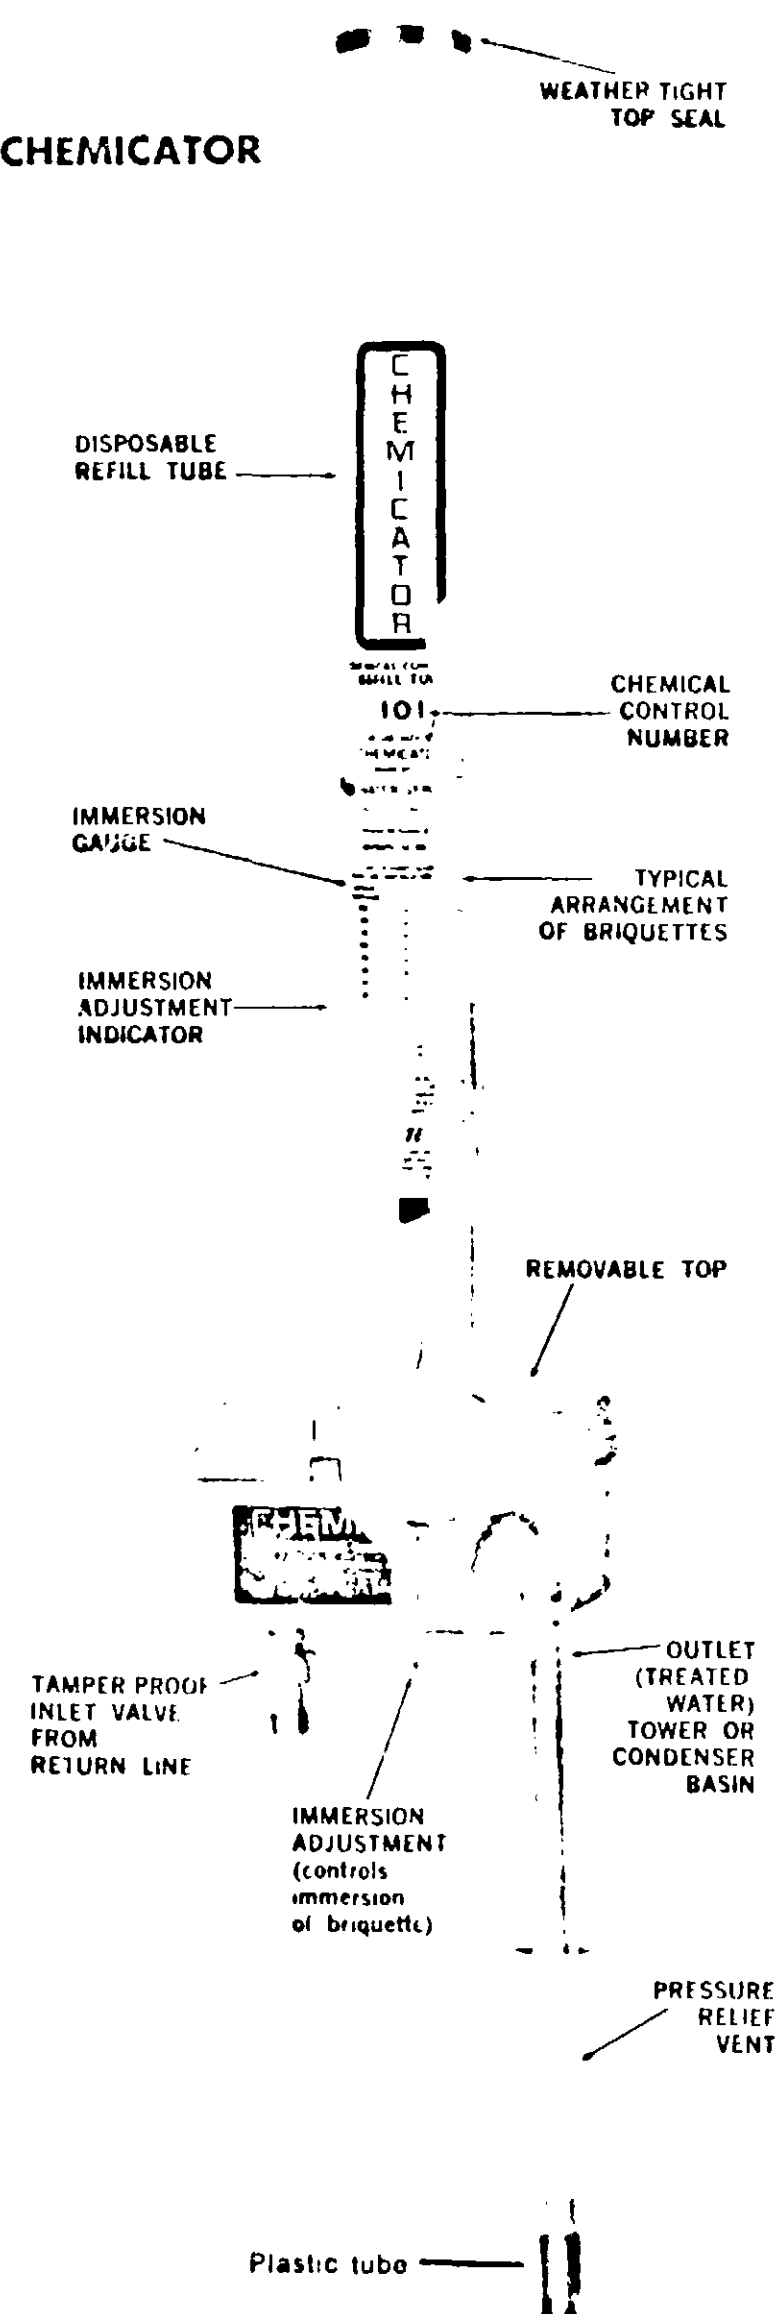 WEATHER TIGHT
TOP SEAL
CHEMICATOR
CHEMICATOR
DISPOSABLE
REFILL TUBE
REFILL
101
CHEMICAL
CONTROL
NUMBER
IMMERSION
GAUGE
TYPICAL
ARRANGEMENT
OF BRIQUETTES
IMMERSION
ADJUSTMENT
INDICATOR
REMOVABLE TOP
CHEM
OUTLET
(TREATED
WATER)
TOWER OR
CONDENSER
BASIN
TAMPER PROOF
INLET VALVE
FROM
RETURN LINE
IMMERSION
ADJUSTMENT
(controls
immersion
of briquette)
PRESSURE
RELIEF
VENT
Plastic tube